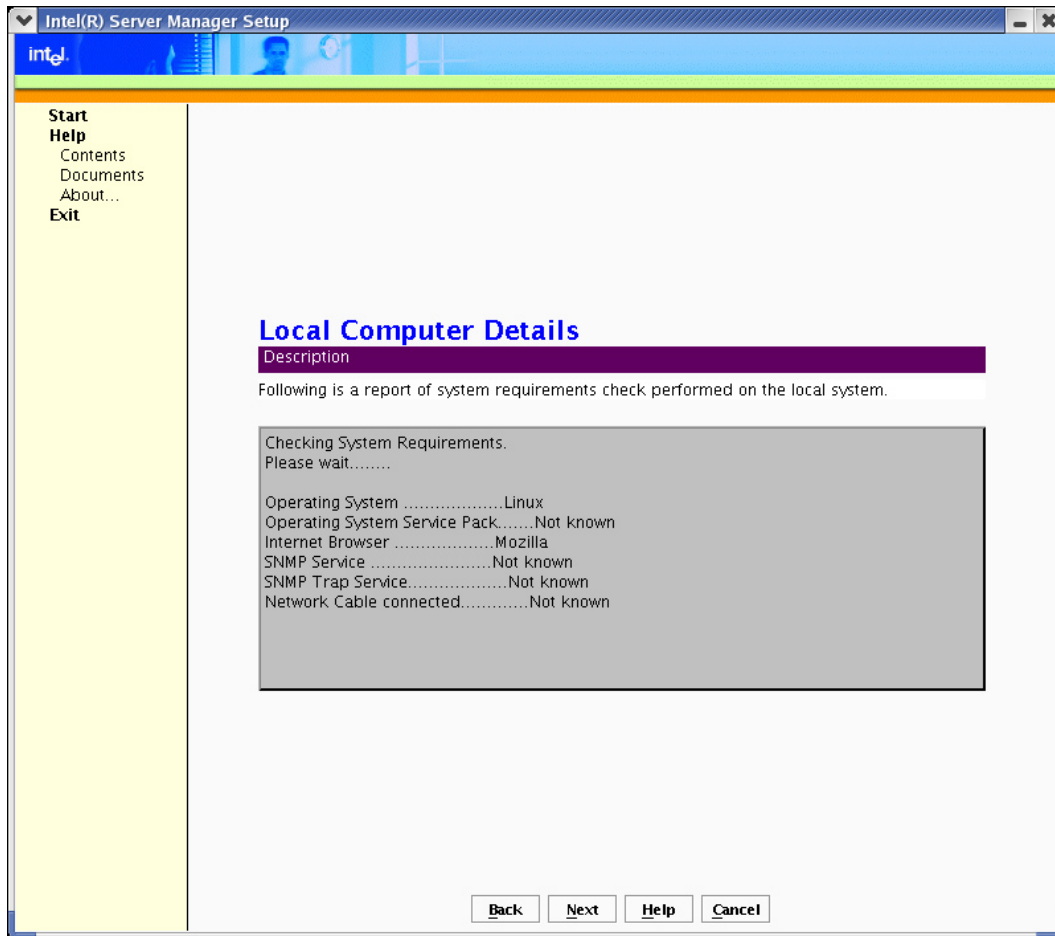 Intel(R) Server Manager Setup
intel.
Start
Help
Contents
Documents
About...
Exit
Local Computer Details
Description
Following is a report of system requirements check performed on the local system.
Checking System Requirements.
Please wait........
Operating System ...................Linux
Operating System Service Pack.......Not known
Internet Browser ...................Mozilla
SNMP Service .......................Not known
SNMP Trap Service...................Not known
Network Cable connected.............Not known
Back Next Help Cancel